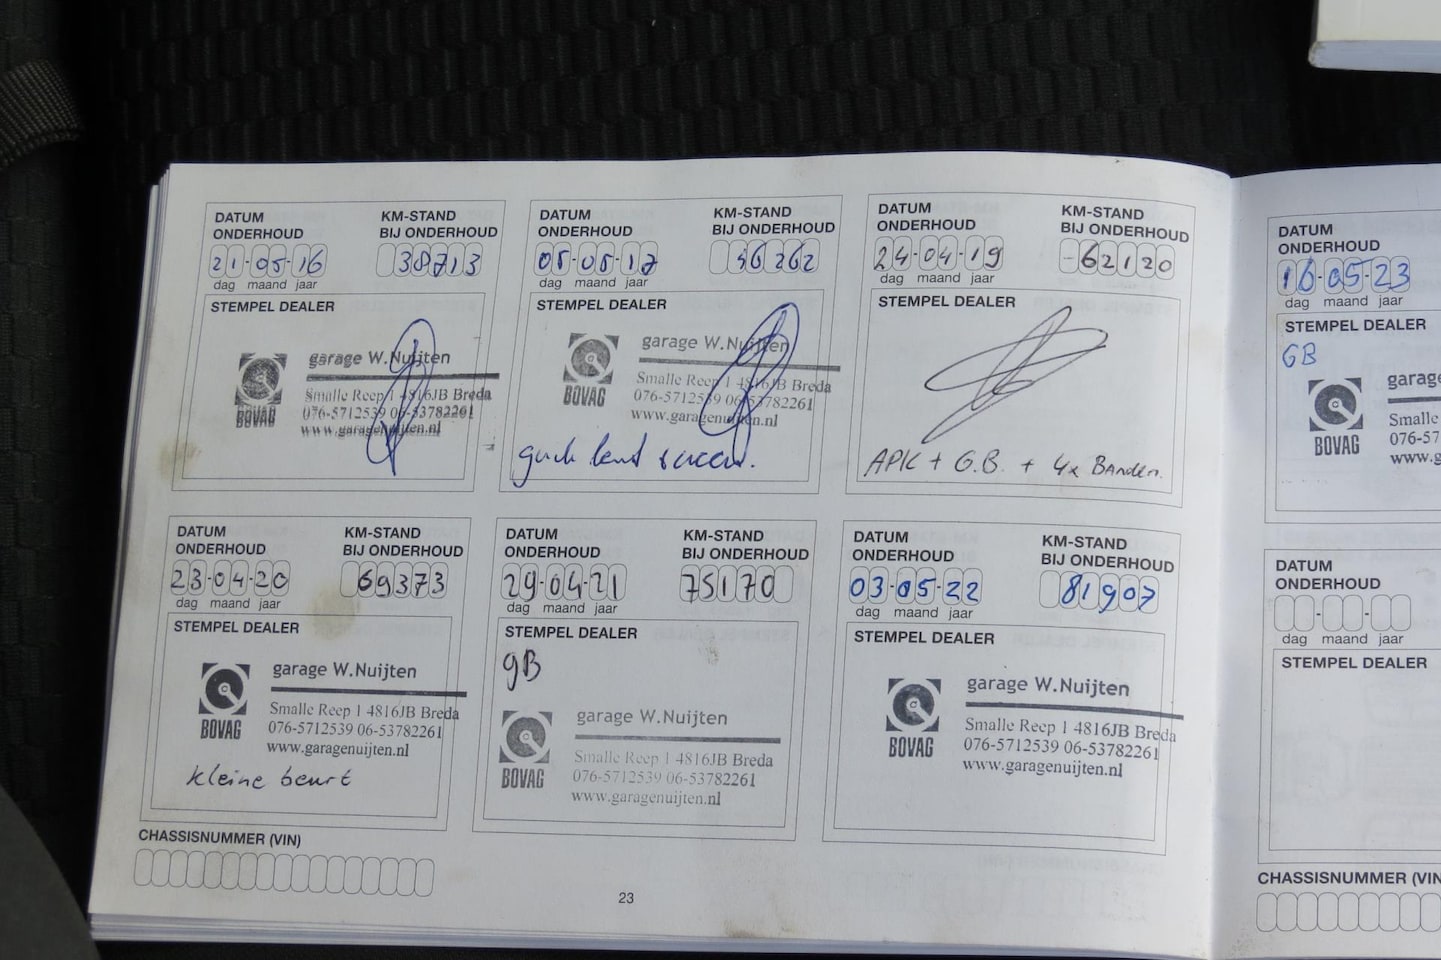 DATUM
ONDERHOUD
21-05-16
dag maand jaar
KM-STAND
BIJ ONDERHOUD
38713
STEMPEL DEALER
garage W.Nuijten
Smalle Reep 1 4816JB Breda
076-5712539 06-53782261
www.garagenuijten.nl
BOVAG
DATUM
ONDERHOUD
05-05-17
dag maand jaar
KM-STAND
BIJ ONDERHOUD
46262
STEMPEL DEALER
garage W.Nuijten
Smalle Reep 1 4816JB Breda
076-5712539 06-53782261
www.garagenuijten.nl
BOVAG
DATUM
ONDERHOUD
24-04-19
dag maand jaar
KM-STAND
BIJ ONDERHOUD
-62120
STEMPEL DEALER
APK + G.B. + 4x Banden.
DATUM
ONDERHOUD
16-05-23
dag maand jaar
STEMPEL DEALER
GB
garage
Smalle
076-57
www.g
BOVAG
DATUM
ONDERHOUD
23-04-20
dag maand jaar
KM-STAND
BIJ ONDERHOUD
69373
STEMPEL DEALER
garage W.Nuijten
Smalle Reep 1 4816JB Breda
076-5712539 06-53782261
www.garagenuijten.nl
BOVAG
kleine beurt
DATUM
ONDERHOUD
29-04-21
dag maand jaar
KM-STAND
BIJ ONDERHOUD
75170
STEMPEL DEALER
gB
garage W.Nuijten
Smalle Reep 1 4816JB Breda
076-5712539 06-53782261
www.garagenuijten.nl
BOVAG
DATUM
ONDERHOUD
03-05-22
dag maand jaar
KM-STAND
BIJ ONDERHOUD
81907
STEMPEL DEALER
garage W.Nuijten
Smalle Reep 1 4816JB Breda
076-5712539 06-53782261
www.garagenuijten.nl
BOVAG
DATUM
ONDERHOUD
dag maand jaar
STEMPEL DEALER
CHASSISNUMMER (VIN)
23
CHASSISNUMMER (VIN